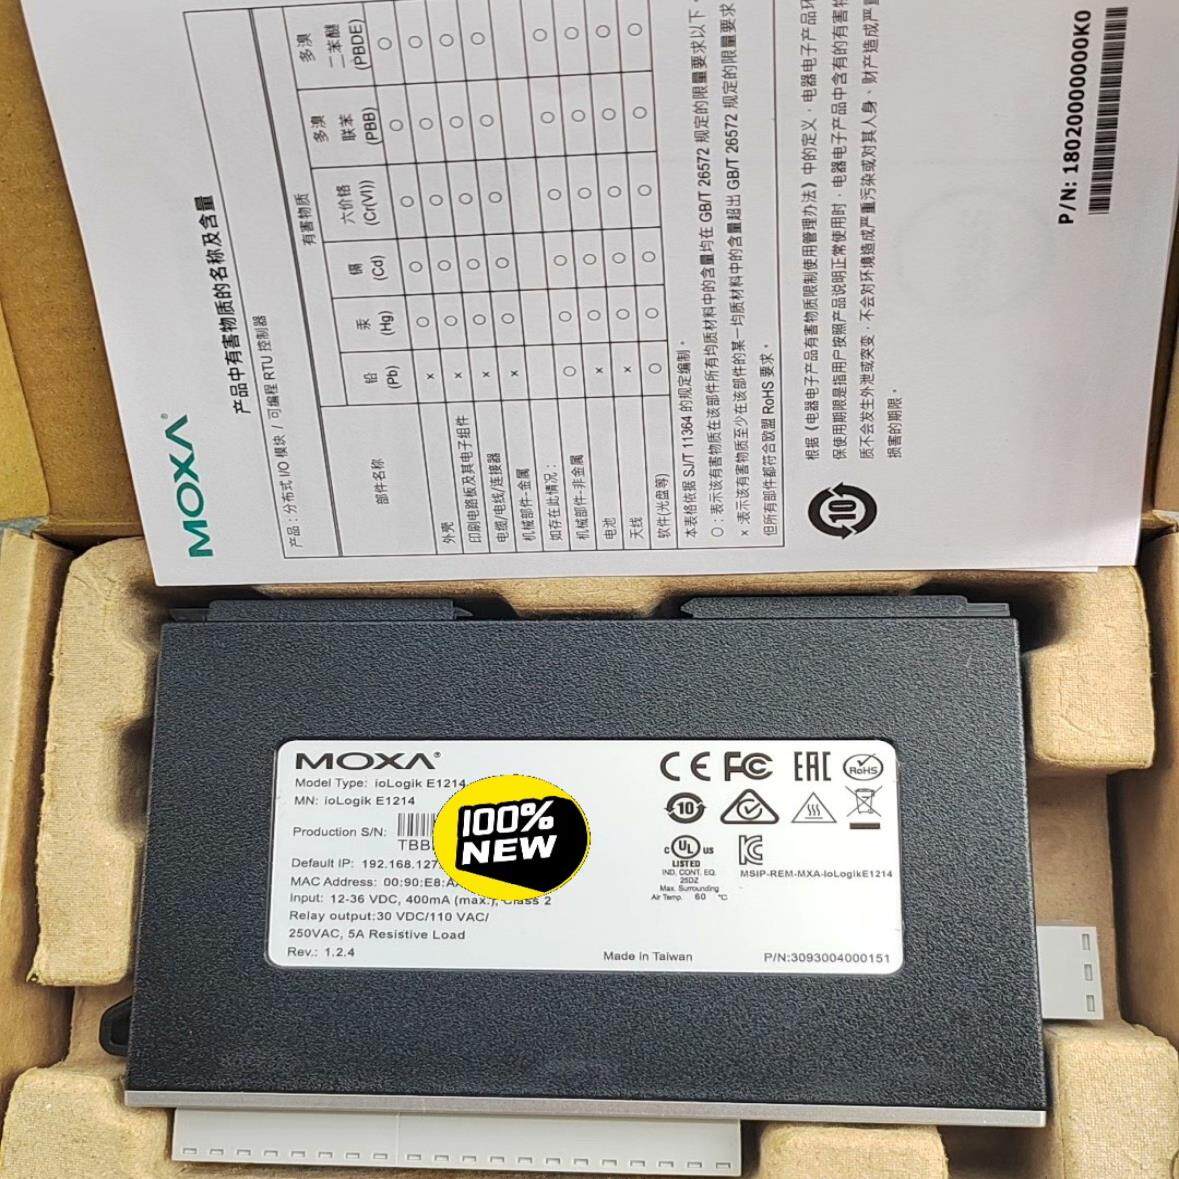 MOXA®
产品中有害物质的名称及含量
产品：分布式 I/O 模块 / 可编程 RTU 控制器
部件名称
有害物质
铅 (Pb)
汞 (Hg)
镉 (Cd)
六价铬 (Cr(VI))
多溴联苯 (PBB)
多溴二苯醚 (PBDE)
外壳 × ○ ○ ○ ○ ○
印刷电路板及其电子组件 × ○ ○ ○ ○ ○
电缆/电线/连接器 × ○ ○ ○ ○ ○
机械部件-金属 × ○ ○ ○ ○ ○
如存在此情况：
机械部件-非金属 ○ ○ ○ ○ ○ ○
电池 × ○ ○ ○ ○ ○
天线 × ○ ○ ○ ○ ○
软件(光盘等) ○ ○ ○ ○ ○ ○
本表格依据 SJ/T 11364 的规定编制。
○：表示该有害物质在该部件所有均质材料中的含量均在 GB/T 26572 规定的限量要求以下。
×：表示该有害物质至少在该部件的某一均质材料中的含量超出 GB/T 26572 规定的限量要求
但所有部件都符合欧盟 RoHS 要求。
10
根据《电器电子产品有害物质限制使用管理办法》中的定义，电器电子产品环
保使用期限是指用户按照产品说明正常使用时，电器电子产品中含有的有害物
质不会发生外泄或突变，不会对环境造成严重污染或对其人身、财产造成严重
损害的期限。
P/N: 18020000000K0
MOXA®
Model Type: ioLogik E1214
MN: ioLogik E1214
Production S/N:
TBB
Default IP: 192.168.127.
MAC Address: 00:90:E8:A
Input: 12-36 VDC, 400mA (max.), Class 2
Relay output:30 VDC/110 VAC/
250VAC, 5A Resistive Load
Rev.: 1.2.4
Made in Taiwan
P/N:3093004000151
100%
NEW
CE FC EAC RoHS
10
c UL us
LISTED
IND. CONT. EQ.
25DZ
Max. Surrounding
Air Temp. 60 °C
MSIP-REM-MXA-ioLogikE1214